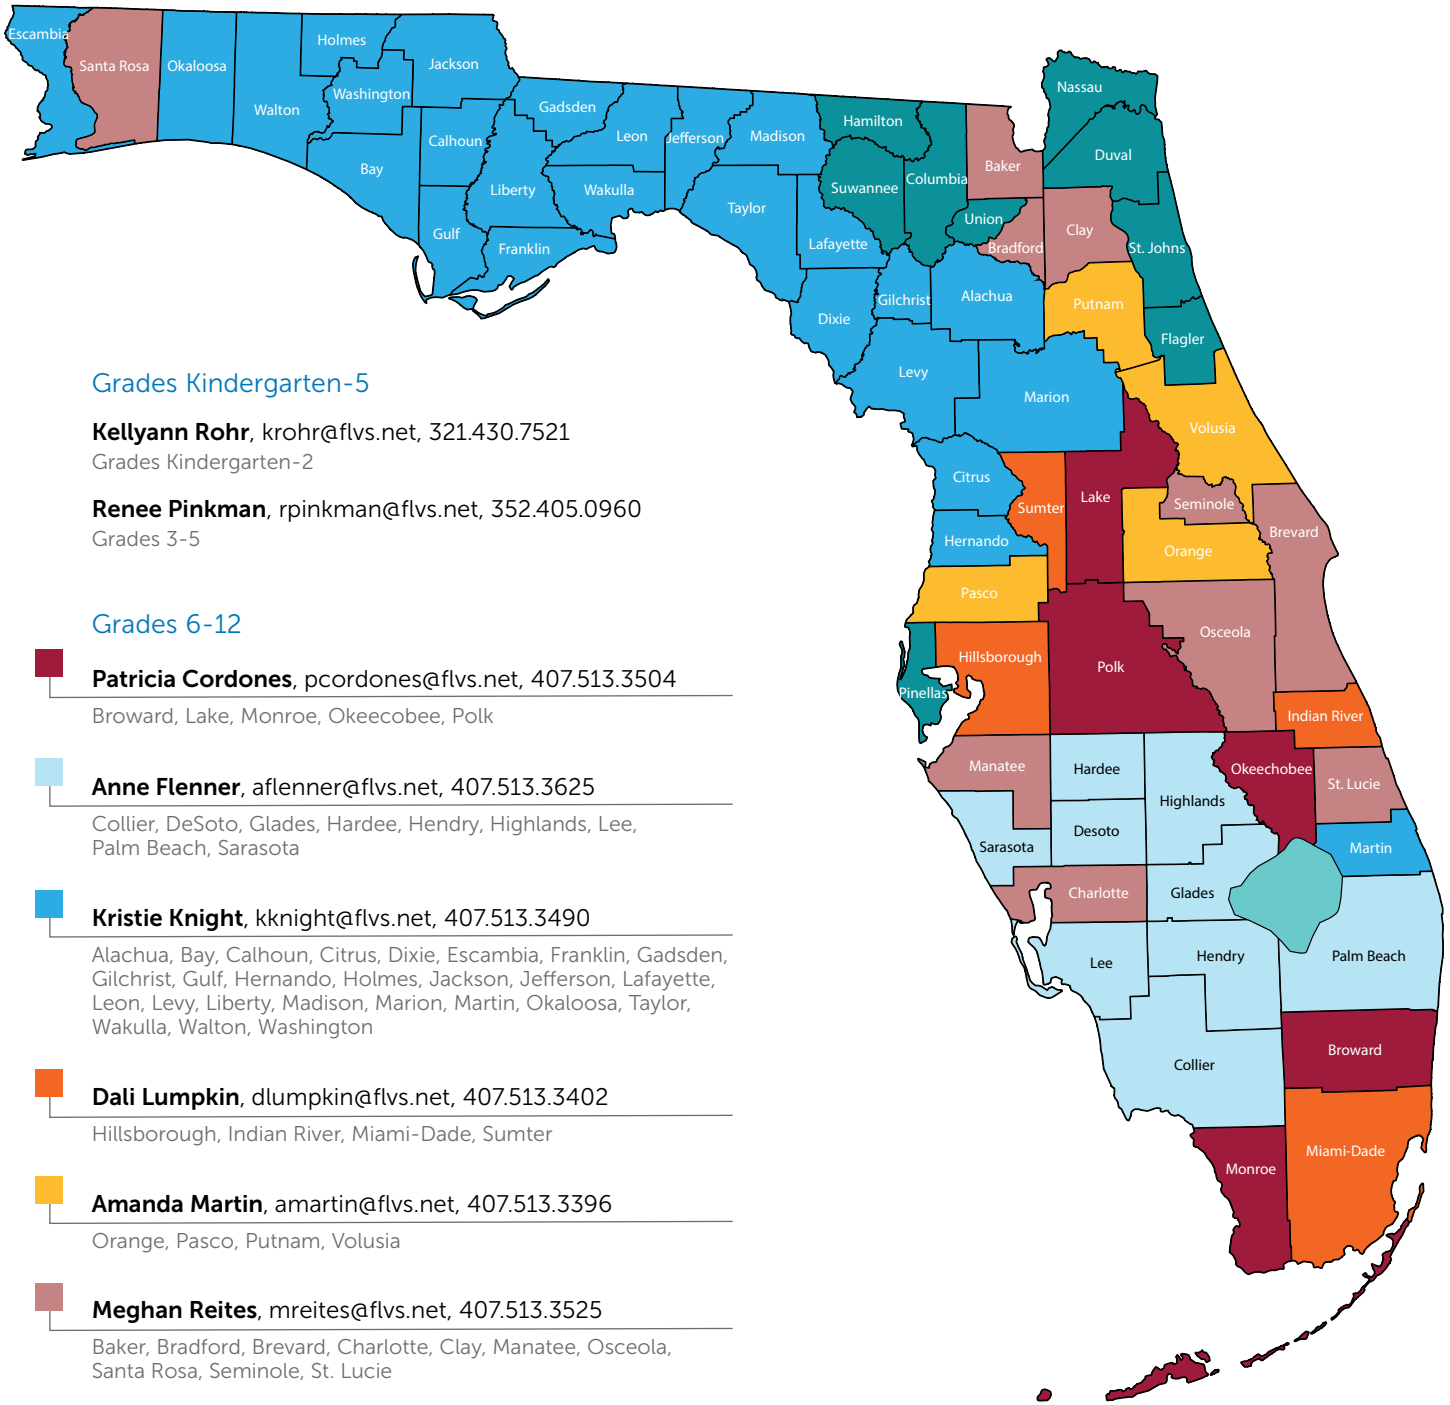 Escambia
Santa Rosa
Okaloosa
Walton
Holmes
Washington
Jackson
Bay
Calhoun
Gulf
Liberty
Gadsden
Franklin
Leon
Wakulla
Jefferson
Madison
Taylor
Lafayette
Dixie
Hamilton
Suwannee
Columbia
Baker
Union
Bradford
Nassau
Duval
Clay
St. Johns
Gilchrist
Alachua
Putnam
Flagler
Levy
Marion
Volusia
Citrus
Sumter
Lake
Seminole
Orange
Brevard
Hernando
Pasco
Hillsborough
Pinellas
Polk
Osceola
Indian River
Manatee
Hardee
Highlands
Okeechobee
St. Lucie
Sarasota
Desoto
Martin
Charlotte
Glades
Lee
Hendry
Palm Beach
Collier
Broward
Monroe
Miami-Dade
Grades Kindergarten-5
Kellyann Rohr, krohr@flvs.net, 321.430.7521
Grades Kindergarten-2
Renee Pinkman, rpinkman@flvs.net, 352.405.0960
Grades 3-5
Grades 6-12
Patricia Cordones, pcordones@flvs.net, 407.513.3504
Broward, Lake, Monroe, Okeecobee, Polk
Anne Flenner, aflenner@flvs.net, 407.513.3625
Collier, DeSoto, Glades, Hardee, Hendry, Highlands, Lee,
Palm Beach, Sarasota
Kristie Knight, kknight@flvs.net, 407.513.3490
Alachua, Bay, Calhoun, Citrus, Dixie, Escambia, Franklin, Gadsden,
Gilchrist, Gulf, Hernando, Holmes, Jackson, Jefferson, Lafayette,
Leon, Levy, Liberty, Madison, Marion, Martin, Okaloosa, Taylor,
Wakulla, Walton, Washington
Dali Lumpkin, dlumpkin@flvs.net, 407.513.3402
Hillsborough, Indian River, Miami-Dade, Sumter
Amanda Martin, amartin@flvs.net, 407.513.3396
Orange, Pasco, Putnam, Volusia
Meghan Reites, mreites@flvs.net, 407.513.3525
Baker, Bradford, Brevard, Charlotte, Clay, Manatee, Osceola,
Santa Rosa, Seminole, St. Lucie